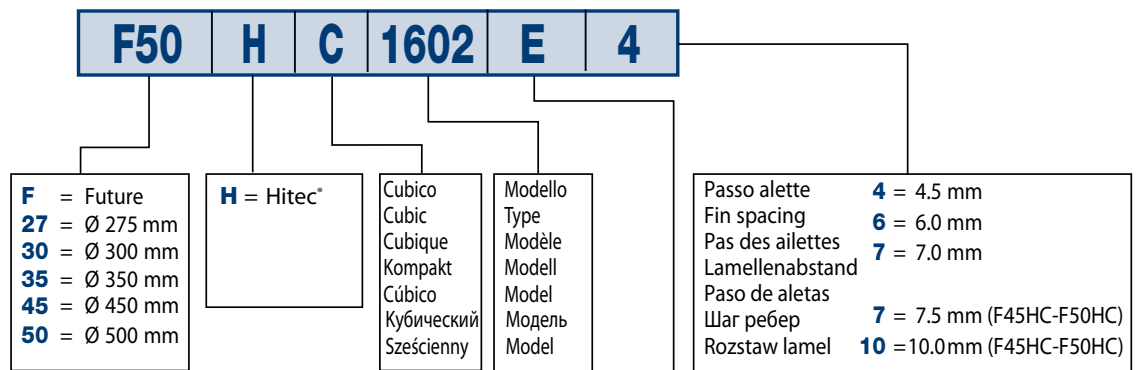 F50 H C 1602 E 4
F = Future
27 = Ø 275 mm
30 = Ø 300 mm
35 = Ø 350 mm
45 = Ø 450 mm
50 = Ø 500 mm
H = Hitec®
Cubico
Cubic
Cubique
Kompakt
Cúbico
Кубический
Sześcienny
Modello
Type
Modèle
Modell
Model
Модель
Model
Passo alette
Fin spacing
Pas des ailettes
Lamellenabstand
Paso de aletas
Шаг ребер
Rozstaw lamel
4 = 4.5 mm
6 = 6.0 mm
7 = 7.0 mm
7 = 7.5 mm (F45HC-F50HC)
10 =10.0mm (F45HC-F50HC)